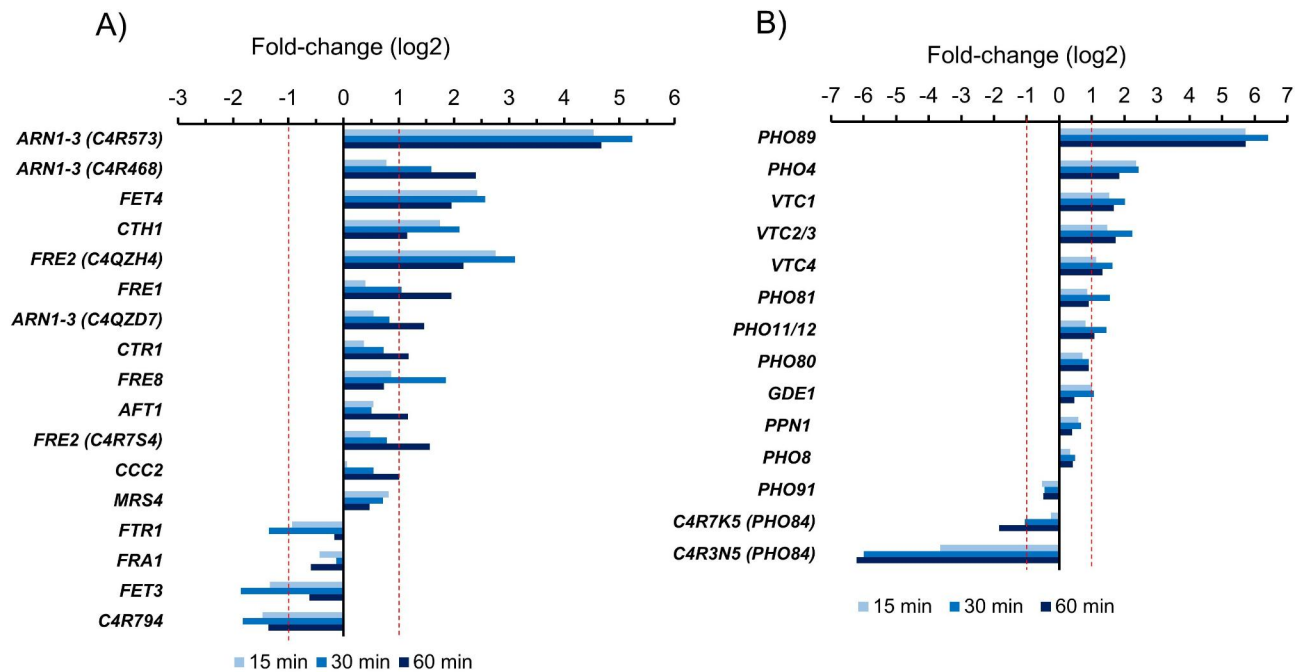 A)
Fold-change (log2)
-3 -2 -1 0 1 2 3 4 5 6
ARN1-3 (C4R573)
ARN1-3 (C4R468)
FET4
CTH1
FRE2 (C4QZH4)
FRE1
ARN1-3 (C4QZD7)
CTR1
FRE8
AFT1
FRE2 (C4R7S4)
CCC2
MRS4
FTR1
FRA1
FET3
C4R794
15 min 30 min 60 min
B)
Fold-change (log2)
-7 -6 -5 -4 -3 -2 -1 0 1 2 3 4 5 6 7
PHO89
PHO4
VTC1
VTC2/3
VTC4
PHO81
PHO11/12
PHO80
GDE1
PPN1
PHO8
PHO91
C4R7K5 (PHO84)
C4R3N5 (PHO84)
15 min 30 min 60 min